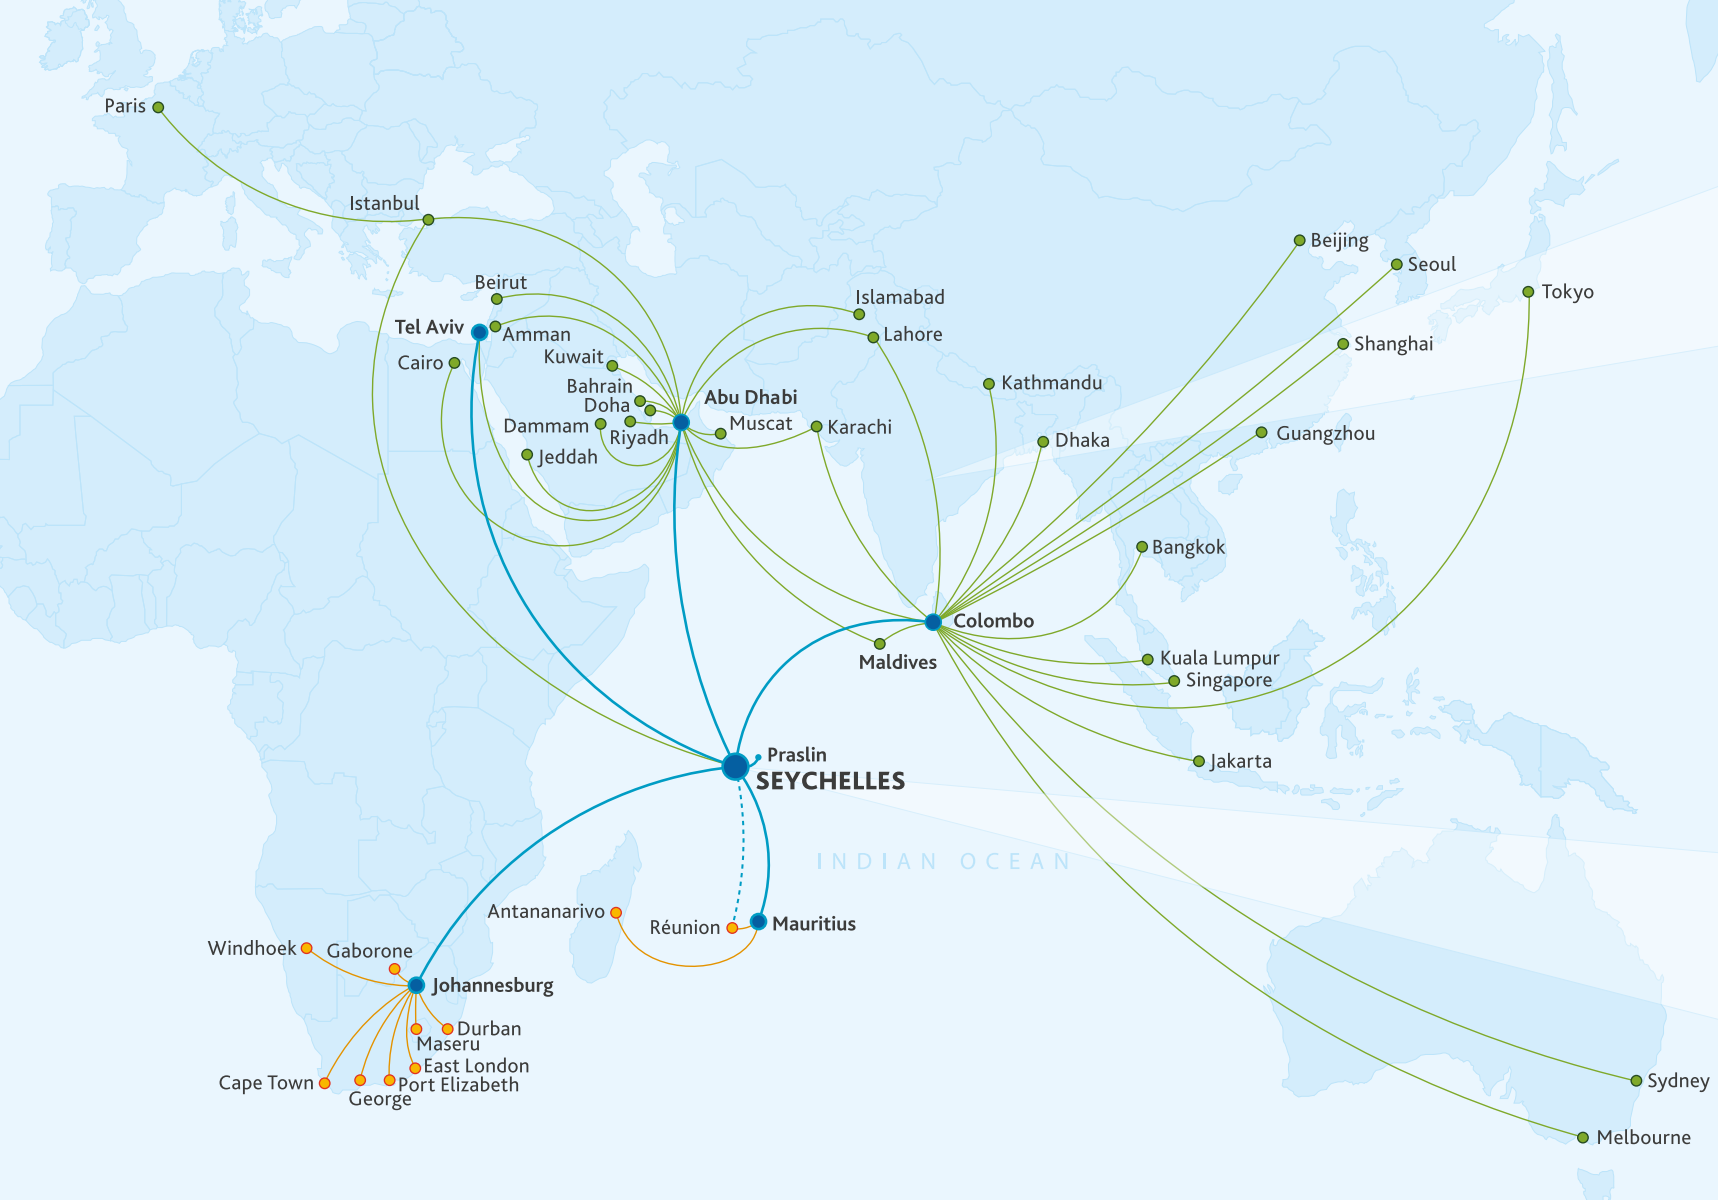 Paris
Istanbul
Beirut
Tel Aviv
Amman
Cairo
Kuwait
Bahrain
Doha
Dammam
Riyadh
Jeddah
Abu Dhabi
Muscat
Islamabad
Lahore
Karachi
Kathmandu
Dhaka
Beijing
Seoul
Tokyo
Shanghai
Guangzhou
Bangkok
Colombo
Maldives
Kuala Lumpur
Singapore
Jakarta
Praslin
SEYCHELLES
INDIAN OCEAN
Antananarivo
Réunion
Mauritius
Windhoek
Gaborone
Johannesburg
Durban
Maseru
East London
Cape Town
Port Elizabeth
George
Sydney
Melbourne